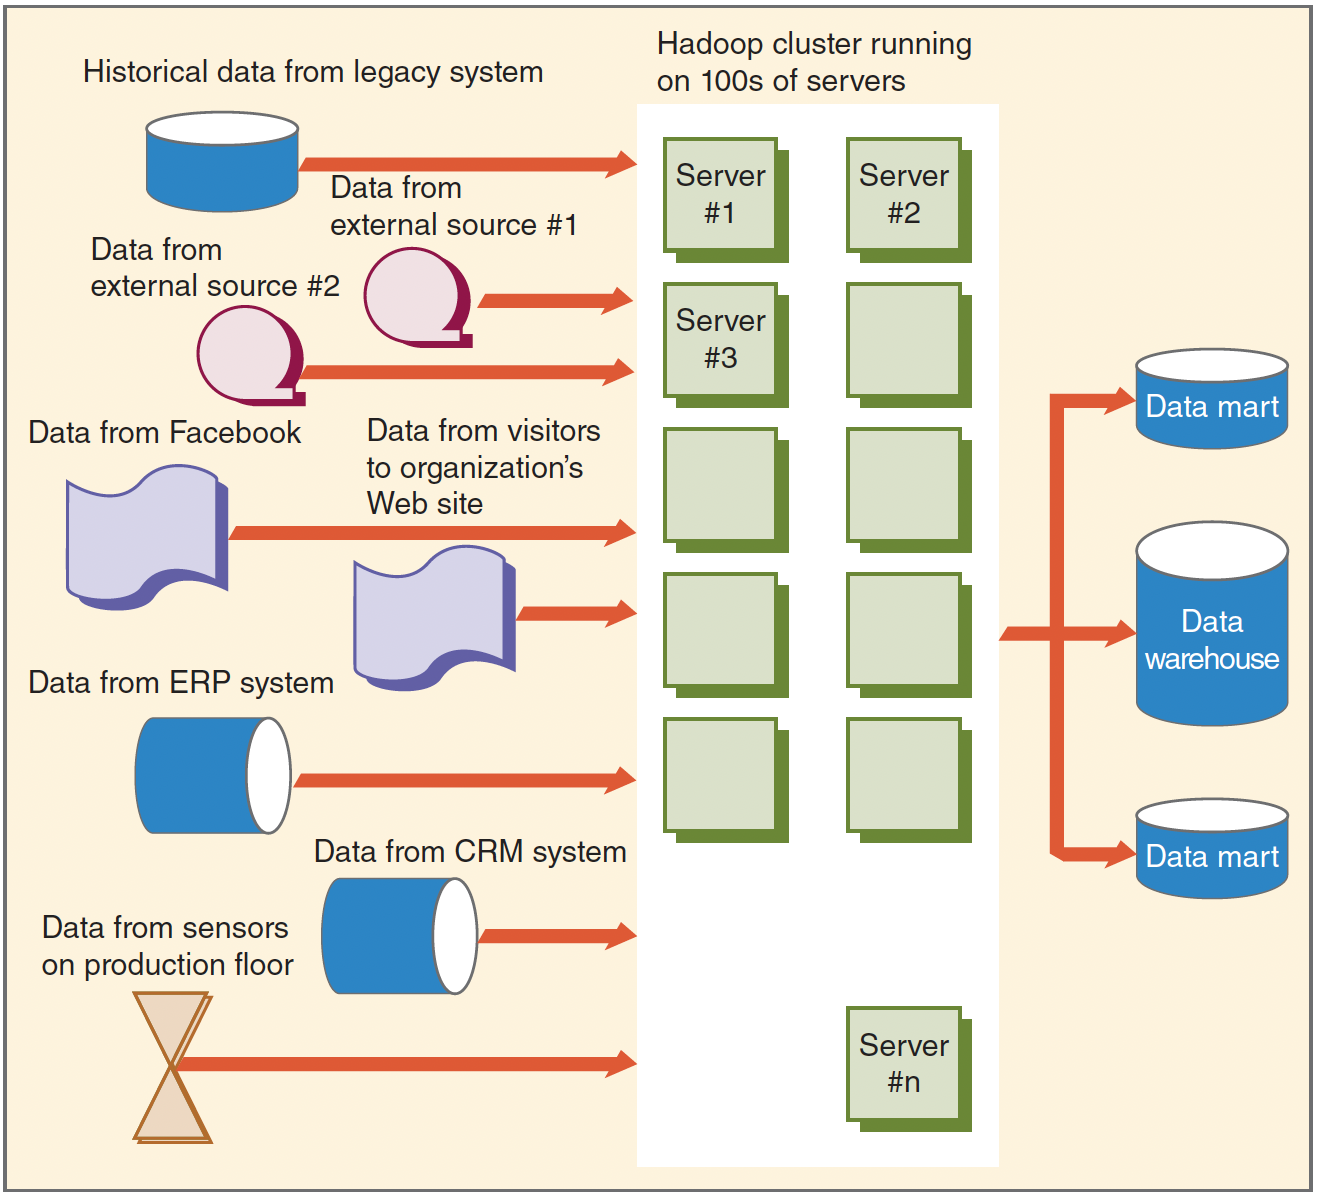 Historical data from legacy system
Hadoop cluster running
on 100s of servers
Data from
external source #1
Data from
external source #2
Data from Facebook
Data from visitors
to organization's
Web site
Data from ERP system
Data from CRM system
Data from sensors
on production floor
Server
#1
Server
#2
Server
#3
Server
#n
Data mart
Data
warehouse
Data mart